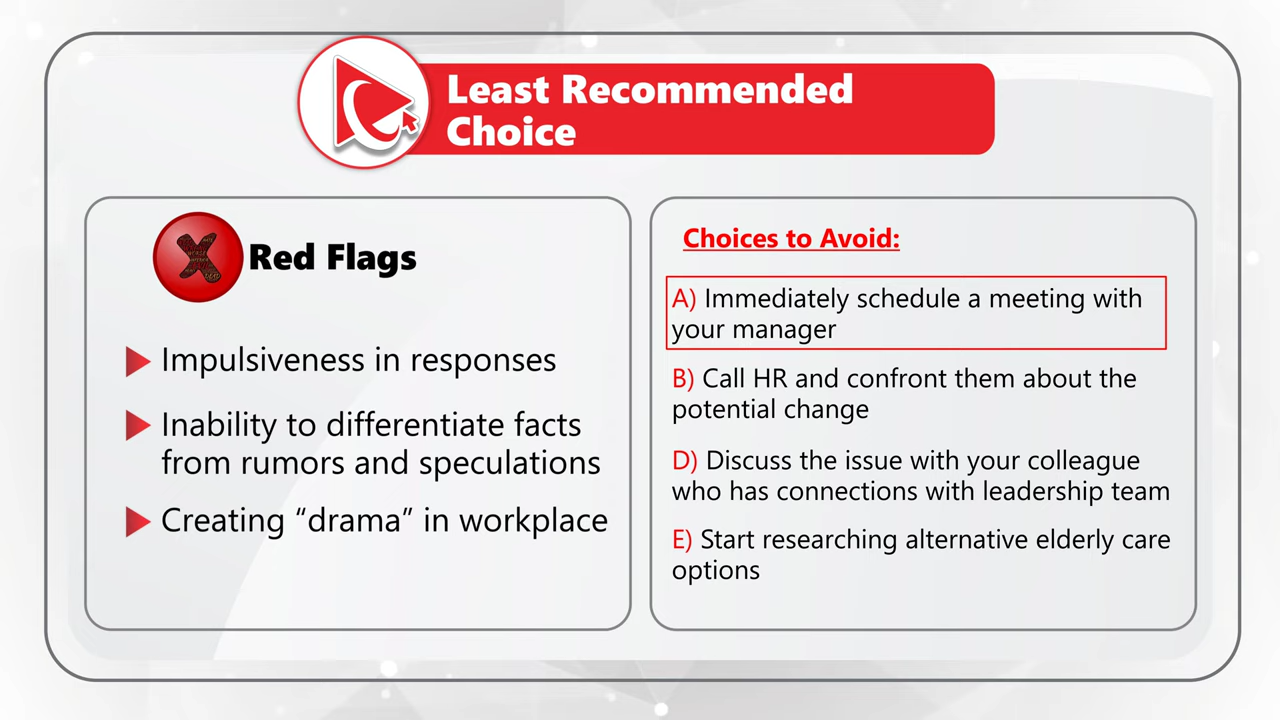 Least Recommended
Choice
Red Flags
Impulsiveness in responses
Inability to differentiate facts
from rumors and speculations
Creating “drama” in workplace
Choices to Avoid:
A) Immediately schedule a meeting with
your manager
B) Call HR and confront them about the
potential change
D) Discuss the issue with your colleague
who has connections with leadership team
E) Start researching alternative elderly care
options